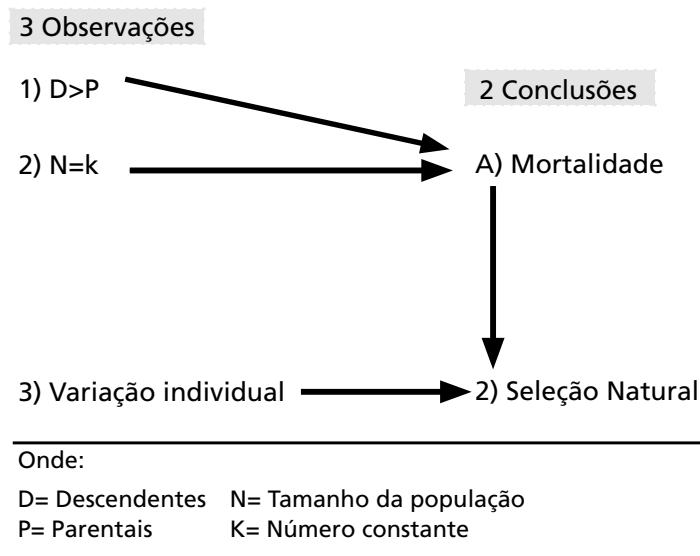 3 Observações
1) D>P
2 Conclusões
2) N=k
A) Mortalidade
3) Variação individual
2) Seleção Natural
Onde:
D= Descendentes N= Tamanho da população
P= Parentais K= Número constante